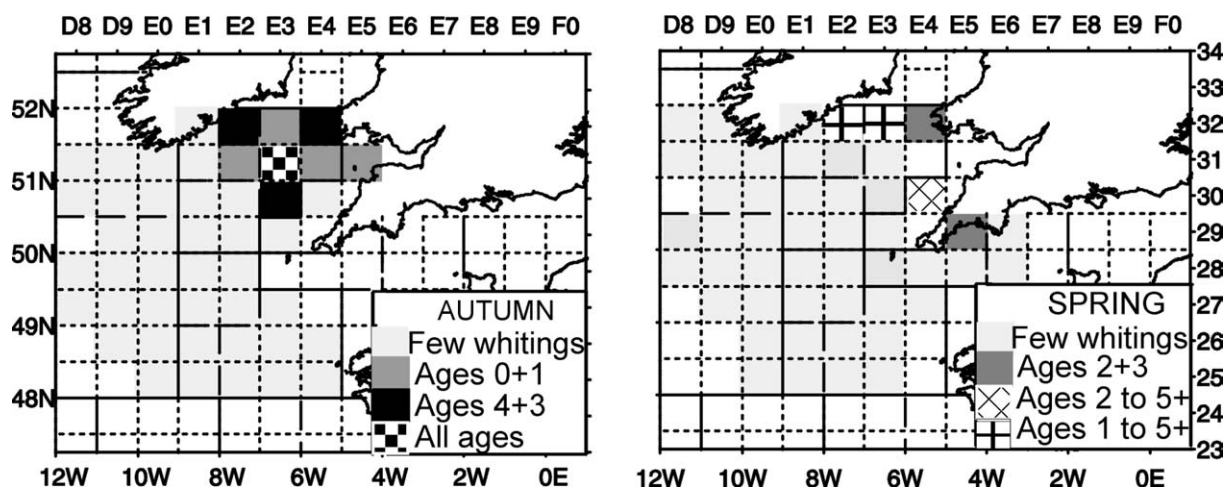 D8 D9 E0 E1 E2 E3 E4 E5 E6 E7 E8 E9 F0
52N
51N
50N
49N
48N
12W 10W 8W 6W 4W 2W 0E
AUTUMN
Few whitings
Ages 0+1
Ages 4+3
All ages
D8 D9 E0 E1 E2 E3 E4 E5 E6 E7 E8 E9 F0
34
33
32
31
30
29
28
27
26
25
24
23
12W 10W 8W 6W 4W 2W 0E
SPRING
Few whitings
Ages 2+3
Ages 2 to 5+
Ages 1 to 5+